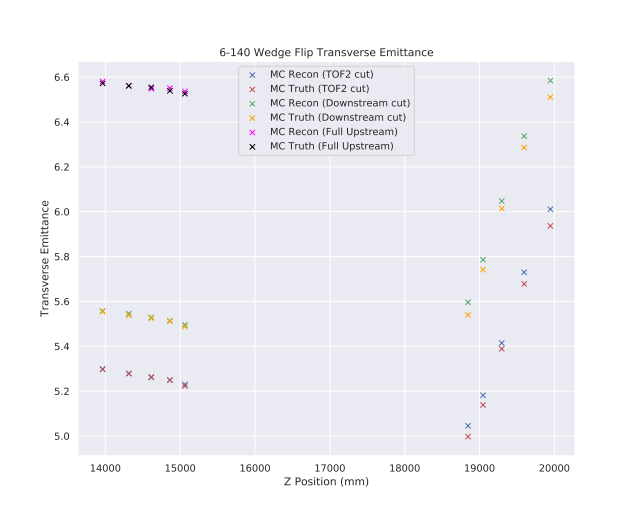 6-140 Wedge Flip Transverse Emittance
MC Recon (TOF2 cut)
MC Truth (TOF2 cut)
MC Recon (Downstream cut)
MC Truth (Downstream cut)
MC Recon (Full Upstream)
MC Truth (Full Upstream)
Transverse Emittance
6.6
6.4
6.2
6.0
5.8
5.6
5.4
5.2
5.0
14000 15000 16000 17000 18000 19000 20000
Z Position (mm)